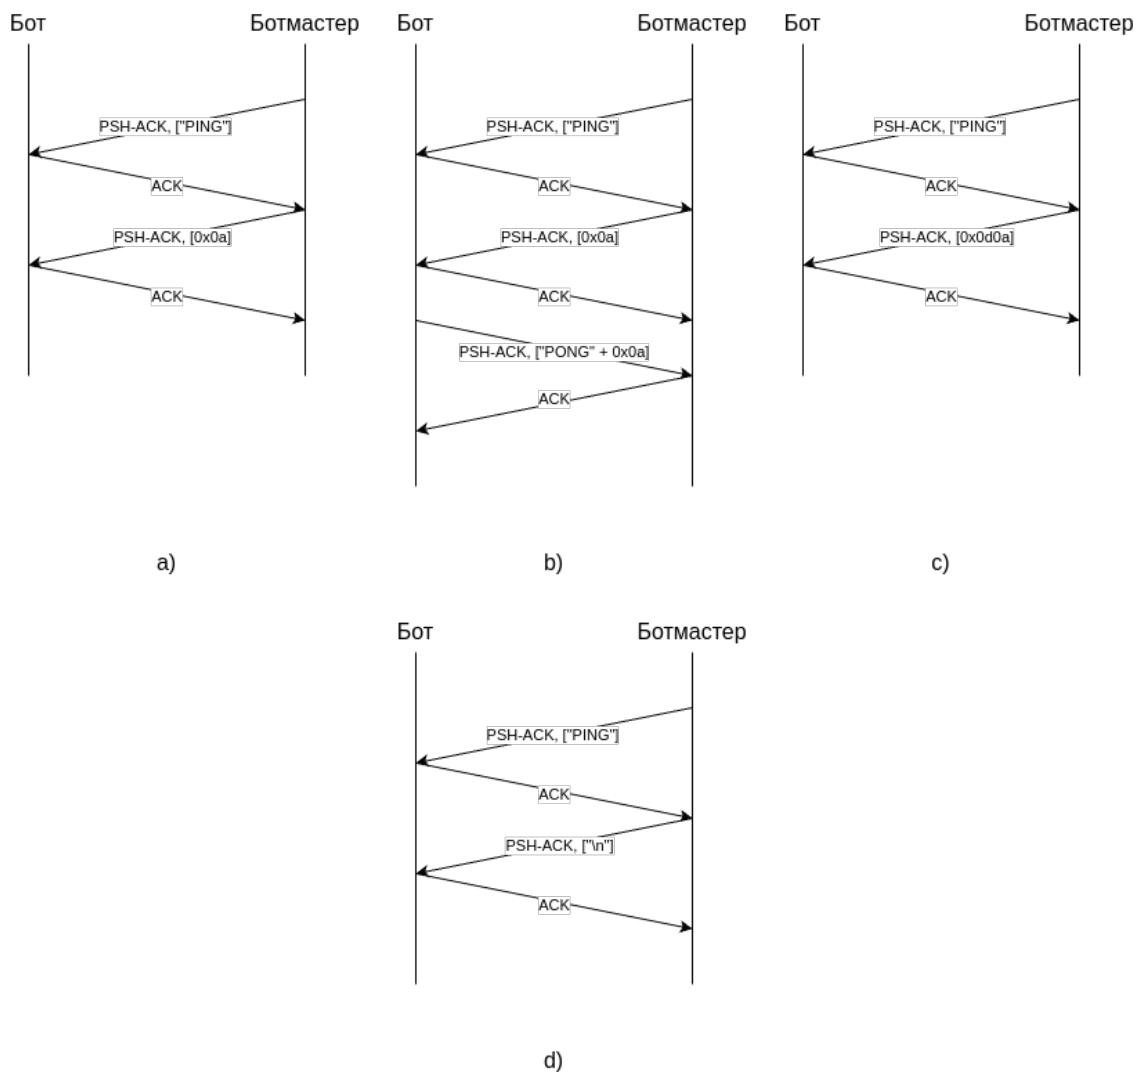 Бот Ботмастер
PSH-ACK, ["PING"]
ACK
PSH-ACK, [0x0a]
ACK
a)
Бот Ботмастер
PSH-ACK, ["PING"]
ACK
PSH-ACK, [0x0a]
ACK
PSH-ACK, ["PONG" + 0x0a]
ACK
b)
Бот Ботмастер
PSH-ACK, ["PING"]
ACK
PSH-ACK, [0x0d0a]
ACK
c)
Бот Ботмастер
PSH-ACK, ["PING"]
ACK
PSH-ACK, ["\n"]
ACK
d)